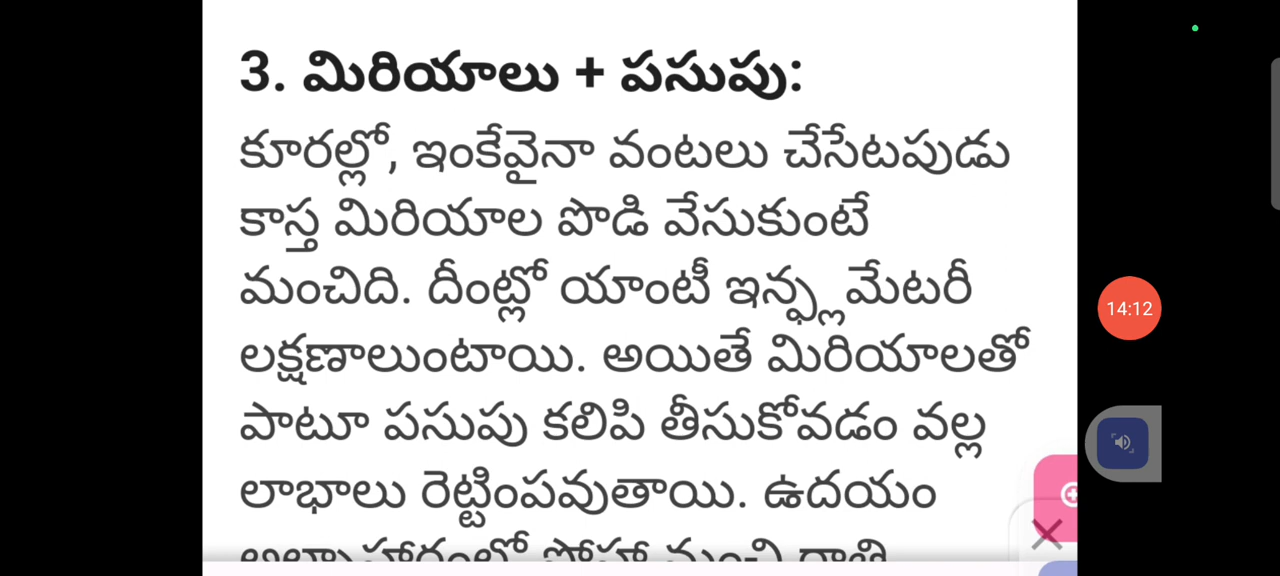 3. మిరియాలు + పసుపు:
కూరల్లో, ఇంకేవైనా వంటలు చేసేటపుడు
కాస్త మిరియాల పొడి వేసుకుంటే
మంచిది. దీంట్లో యాంటీ ఇన్ఫ్లమేటరీ
లక్షణాలుంటాయి. అయితే మిరియాలతో
పాటూ పసుపు కలిపి తీసుకోవడం వల్ల
లాభాలు రెట్టింపవుతాయి. ఉదయం
14:12